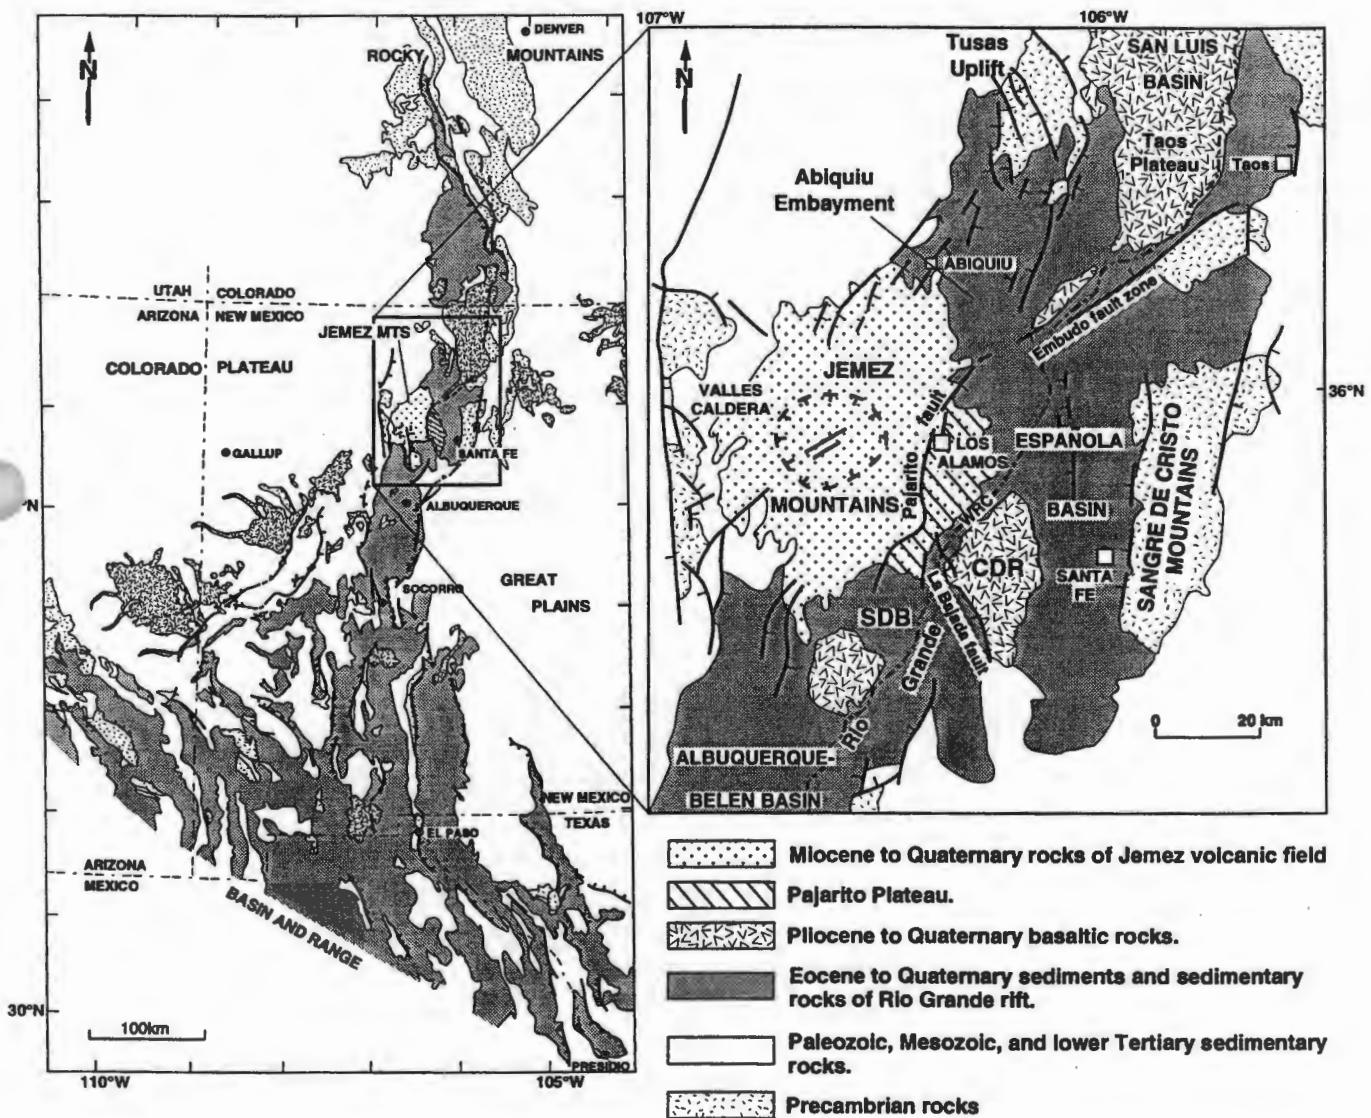 N
DENVER
ROCKY
MOUNTAINS
UTAH
COLORADO
ARIZONA
NEW MEXICO
JEMEZ MTS
COLORADO
PLATEAU
GALLUP
SANTA FE
ALBUQUERQUE
°N
SOCORRO
GREAT
PLAINS
NEW MEXICO
TEXAS
EL PASO
ARIZONA
MEXICO
BASIN AND RANGE
30°N
100km
PRESIDIO
110°W
105°W
107°W
106°W
N
Tusas
Uplift
SAN LUIS
BASIN
Taos
Plateau
Taos
Abiquiu
Embayment
ABIQUIU
Embudo fault zone
36°N
JEMEZ
VALLES
CALDERA
MOUNTAINS
Pajarito
fault
LOS
ALAMOS
ESPANOLA
BASIN
WRC
CDR
SANTA
FE
SANGRE DE CRISTO
MOUNTAINS
SDB
La Bajada fault
Rio
Grande
ALBUQUERQUE-
BELEN BASIN
0
20 km
Miocene to Quaternary rocks of Jemez volcanic field
Pajarito Plateau.
Pliocene to Quaternary basaltic rocks.
Eocene to Quaternary sediments and sedimentary
rocks of Rio Grande rift.
Paleozoic, Mesozoic, and lower Tertiary sedimentary
rocks.
Precambrian rocks